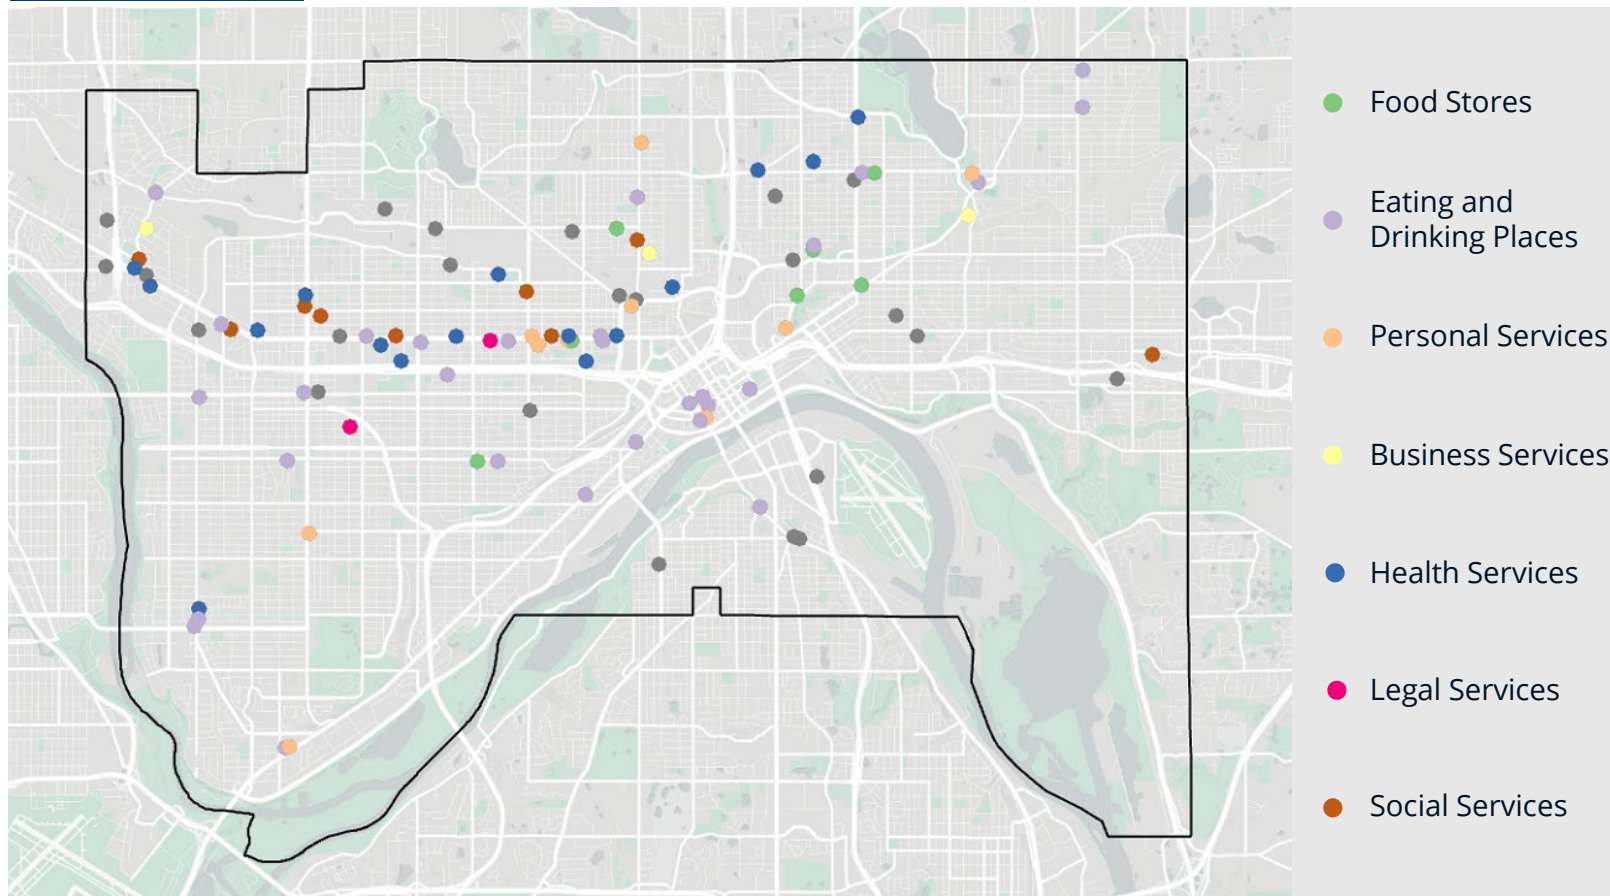 Food Stores
Eating and
Drinking Places
Personal Services
Business Services
Health Services
Legal Services
Social Services